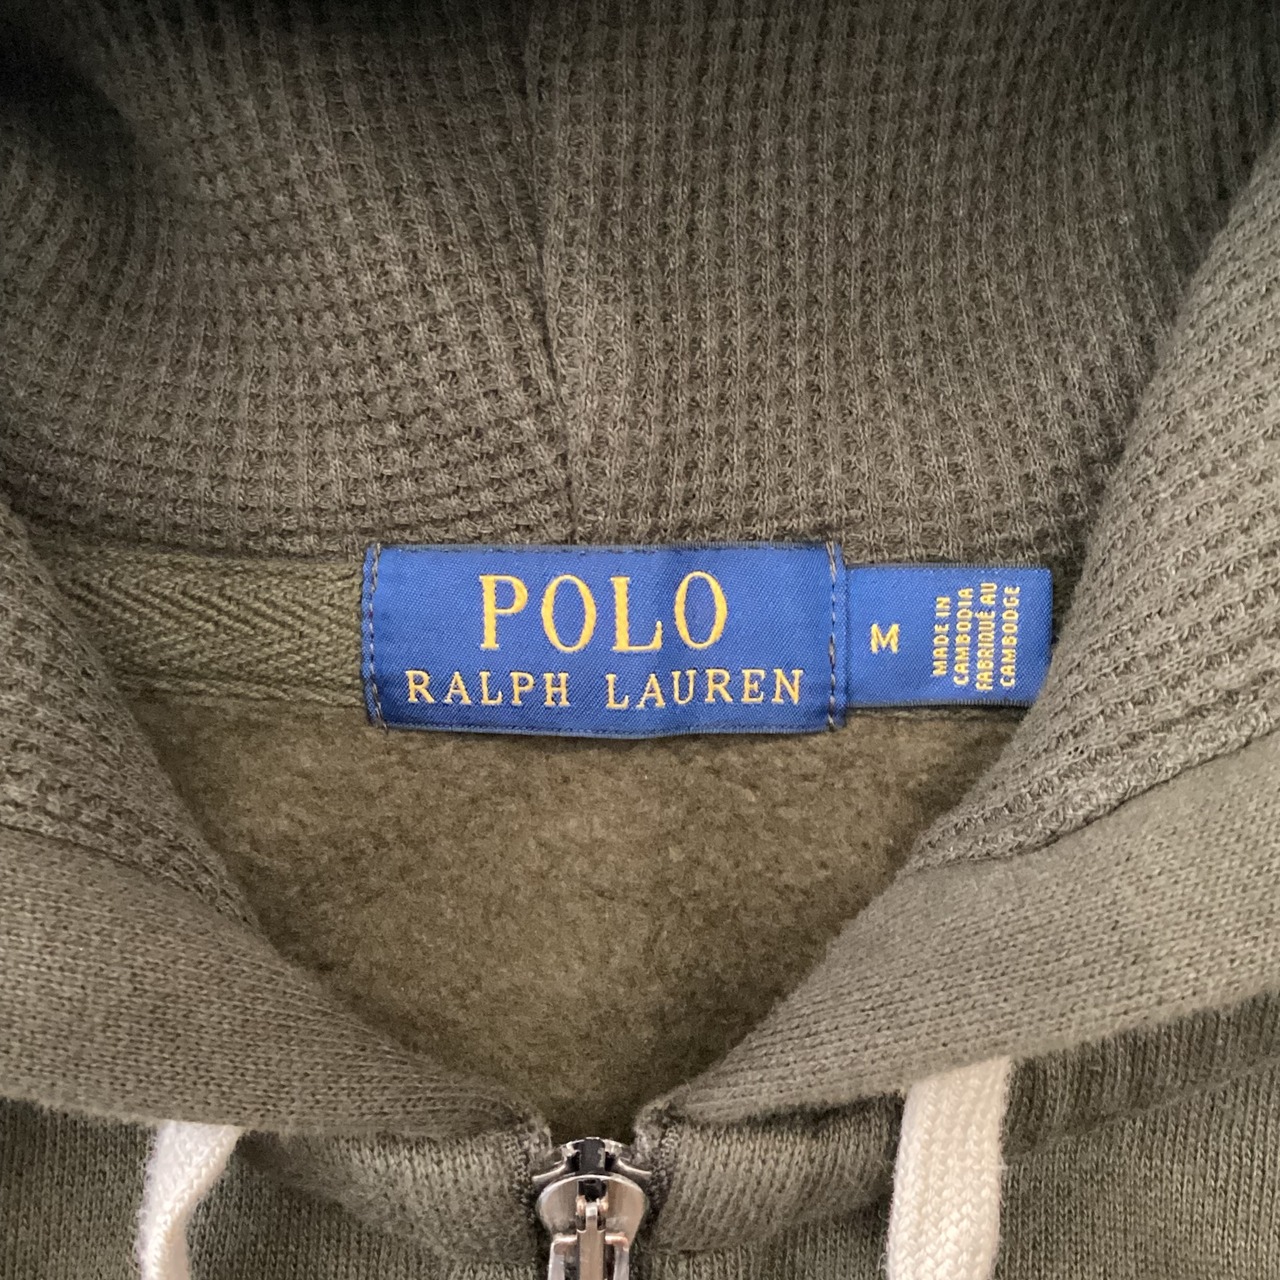 POLO
RALPH LAUREN
M
MADE IN
CAMBODIA
FABRIQUÉ AU
CAMBODGE